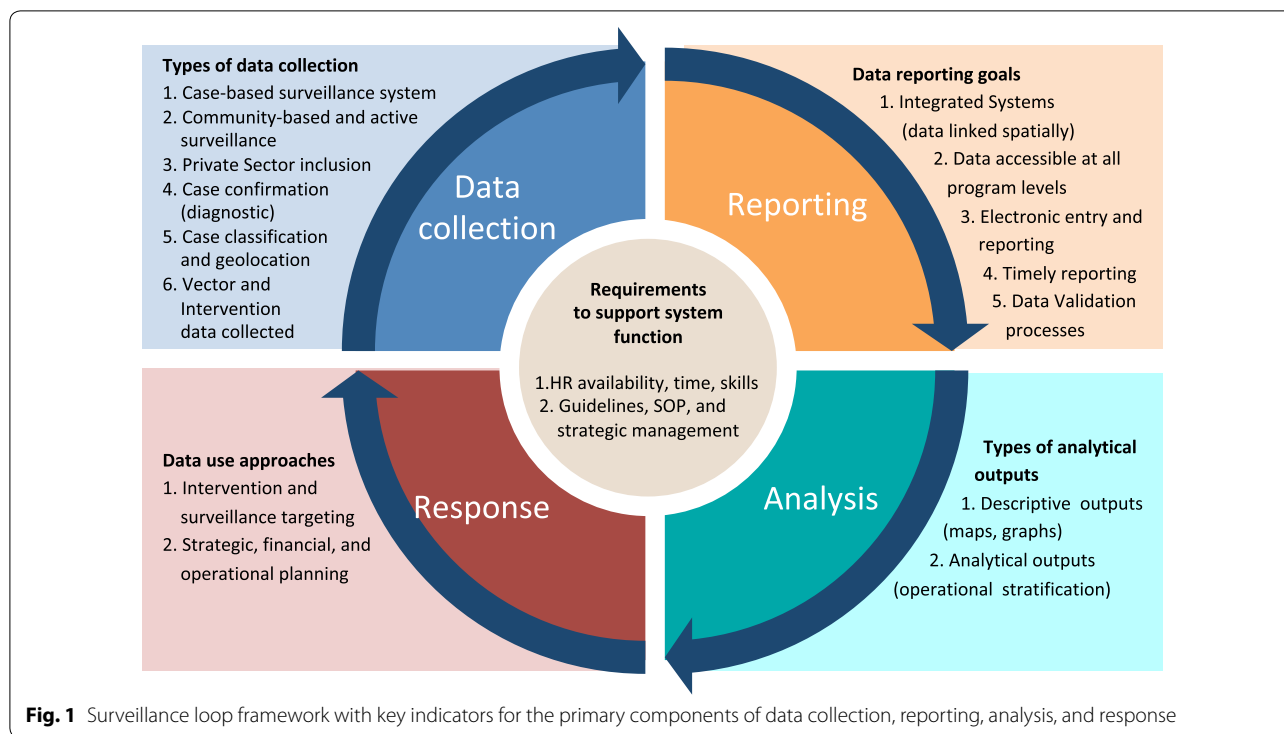 Types of data collection
1. Case-based surveillance system
2. Community-based and active
surveillance
3. Private Sector inclusion
4. Case confirmation
(diagnostic)
5. Case classification
and geolocation
6. Vector and
Intervention
data collected
Data
collection
Reporting
Data reporting goals
1. Integrated Systems
(data linked spatially)
2. Data accessible at all
program levels
3. Electronic entry and
reporting
4. Timely reporting
5. Data Validation
processes
Requirements
to support system
function
1.HR availability, time, skills
2. Guidelines, SOP, and
strategic management
Data use approaches
1. Intervention and
surveillance targeting
2. Strategic, financial, and
operational planning
Response
Analysis
Types of analytical
outputs
1. Descriptive outputs
(maps, graphs)
2. Analytical outputs
(operational stratification)
Fig. 1 Surveillance loop framework with key indicators for the primary components of data collection, reporting, analysis, and response